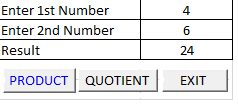 Enter 1st Number 4
Enter 2nd Number 6
Result 24
PRODUCT QUOTIENT EXIT